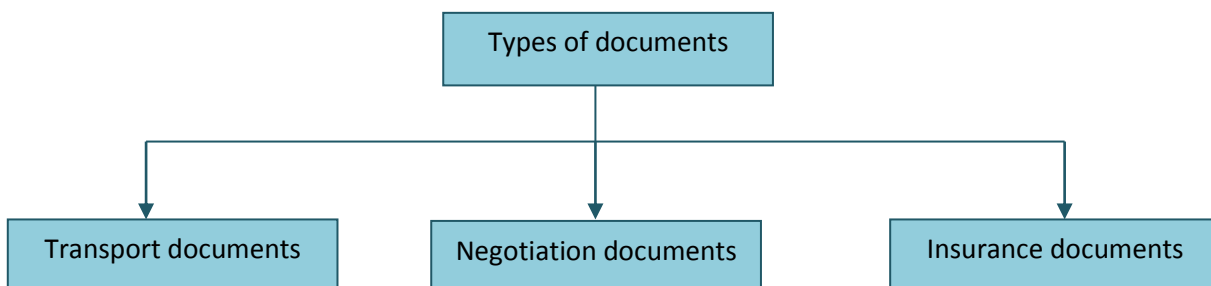 Types of documents
Transport documents
Negotiation documents
Insurance documents